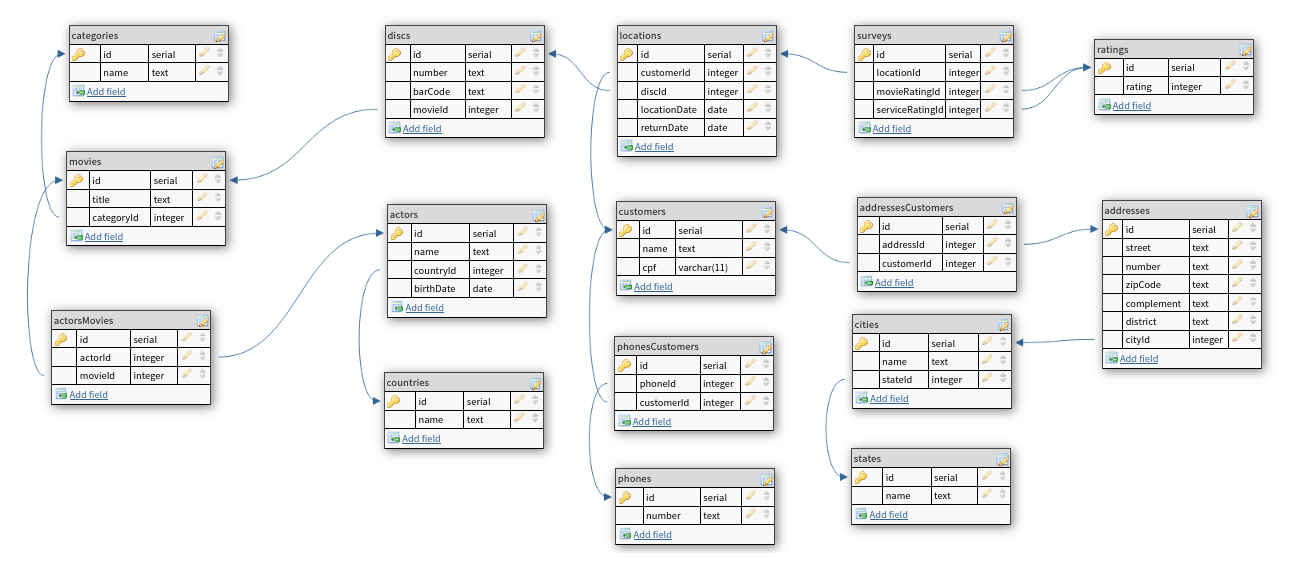 categories
id serial
name text
Add field
discs
id serial
number text
barCode text
movieId integer
Add field
locations
id serial
customerId integer
discId integer
locationDate date
returnDate date
Add field
surveys
id serial
locationId integer
movieRatingId integer
serviceRatingId integer
Add field
ratings
id serial
rating integer
Add field
movies
id serial
title text
categoryId integer
Add field
actors
id serial
name text
countryId integer
birthDate date
Add field
customers
id serial
name text
cpf varchar(11)
Add field
addressesCustomers
id serial
addressId integer
customerId integer
Add field
addresses
id serial
street text
number text
zipCode text
complement text
district text
cityId integer
Add field
actorsMovies
id serial
actorId integer
movieId integer
Add field
countries
id serial
name text
Add field
phonesCustomers
id serial
phoneId integer
customerId integer
Add field
cities
id serial
name text
stateId integer
Add field
phones
id serial
number text
Add field
states
id serial
name text
Add field